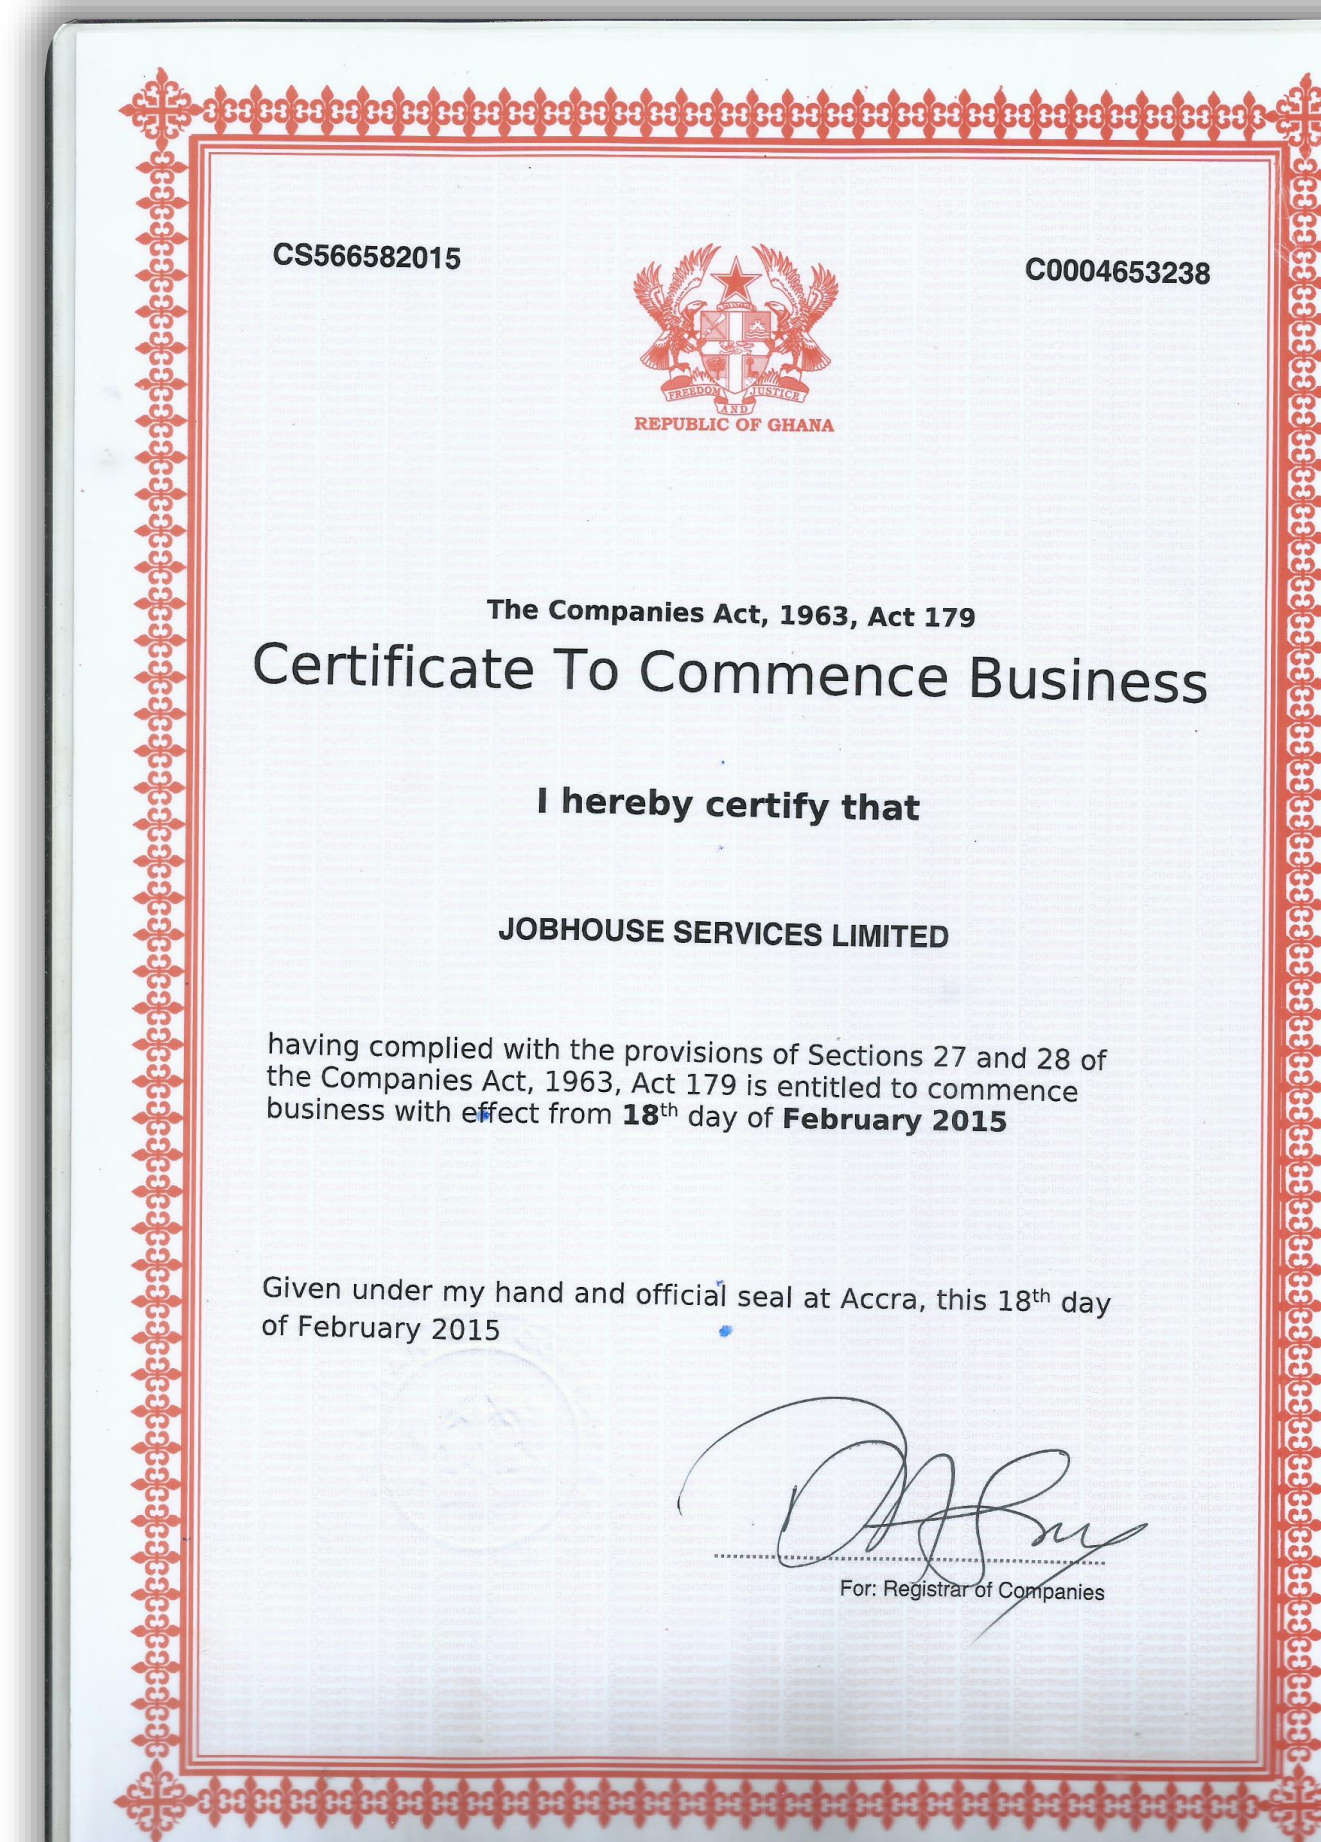 CS566582015
C0004653238
FREEDOM
JUSTICE
AND
REPUBLIC OF GHANA
The Companies Act, 1963, Act 179
Certificate To Commence Business
I hereby certify that
JOBHOUSE SERVICES LIMITED
having complied with the provisions of Sections 27 and 28 of
the Companies Act, 1963, Act 179 is entitled to commence
business with effect from 18th day of February 2015
Given under my hand and official seal at Accra, this 18th day
of February 2015
For: Registrar of Companies